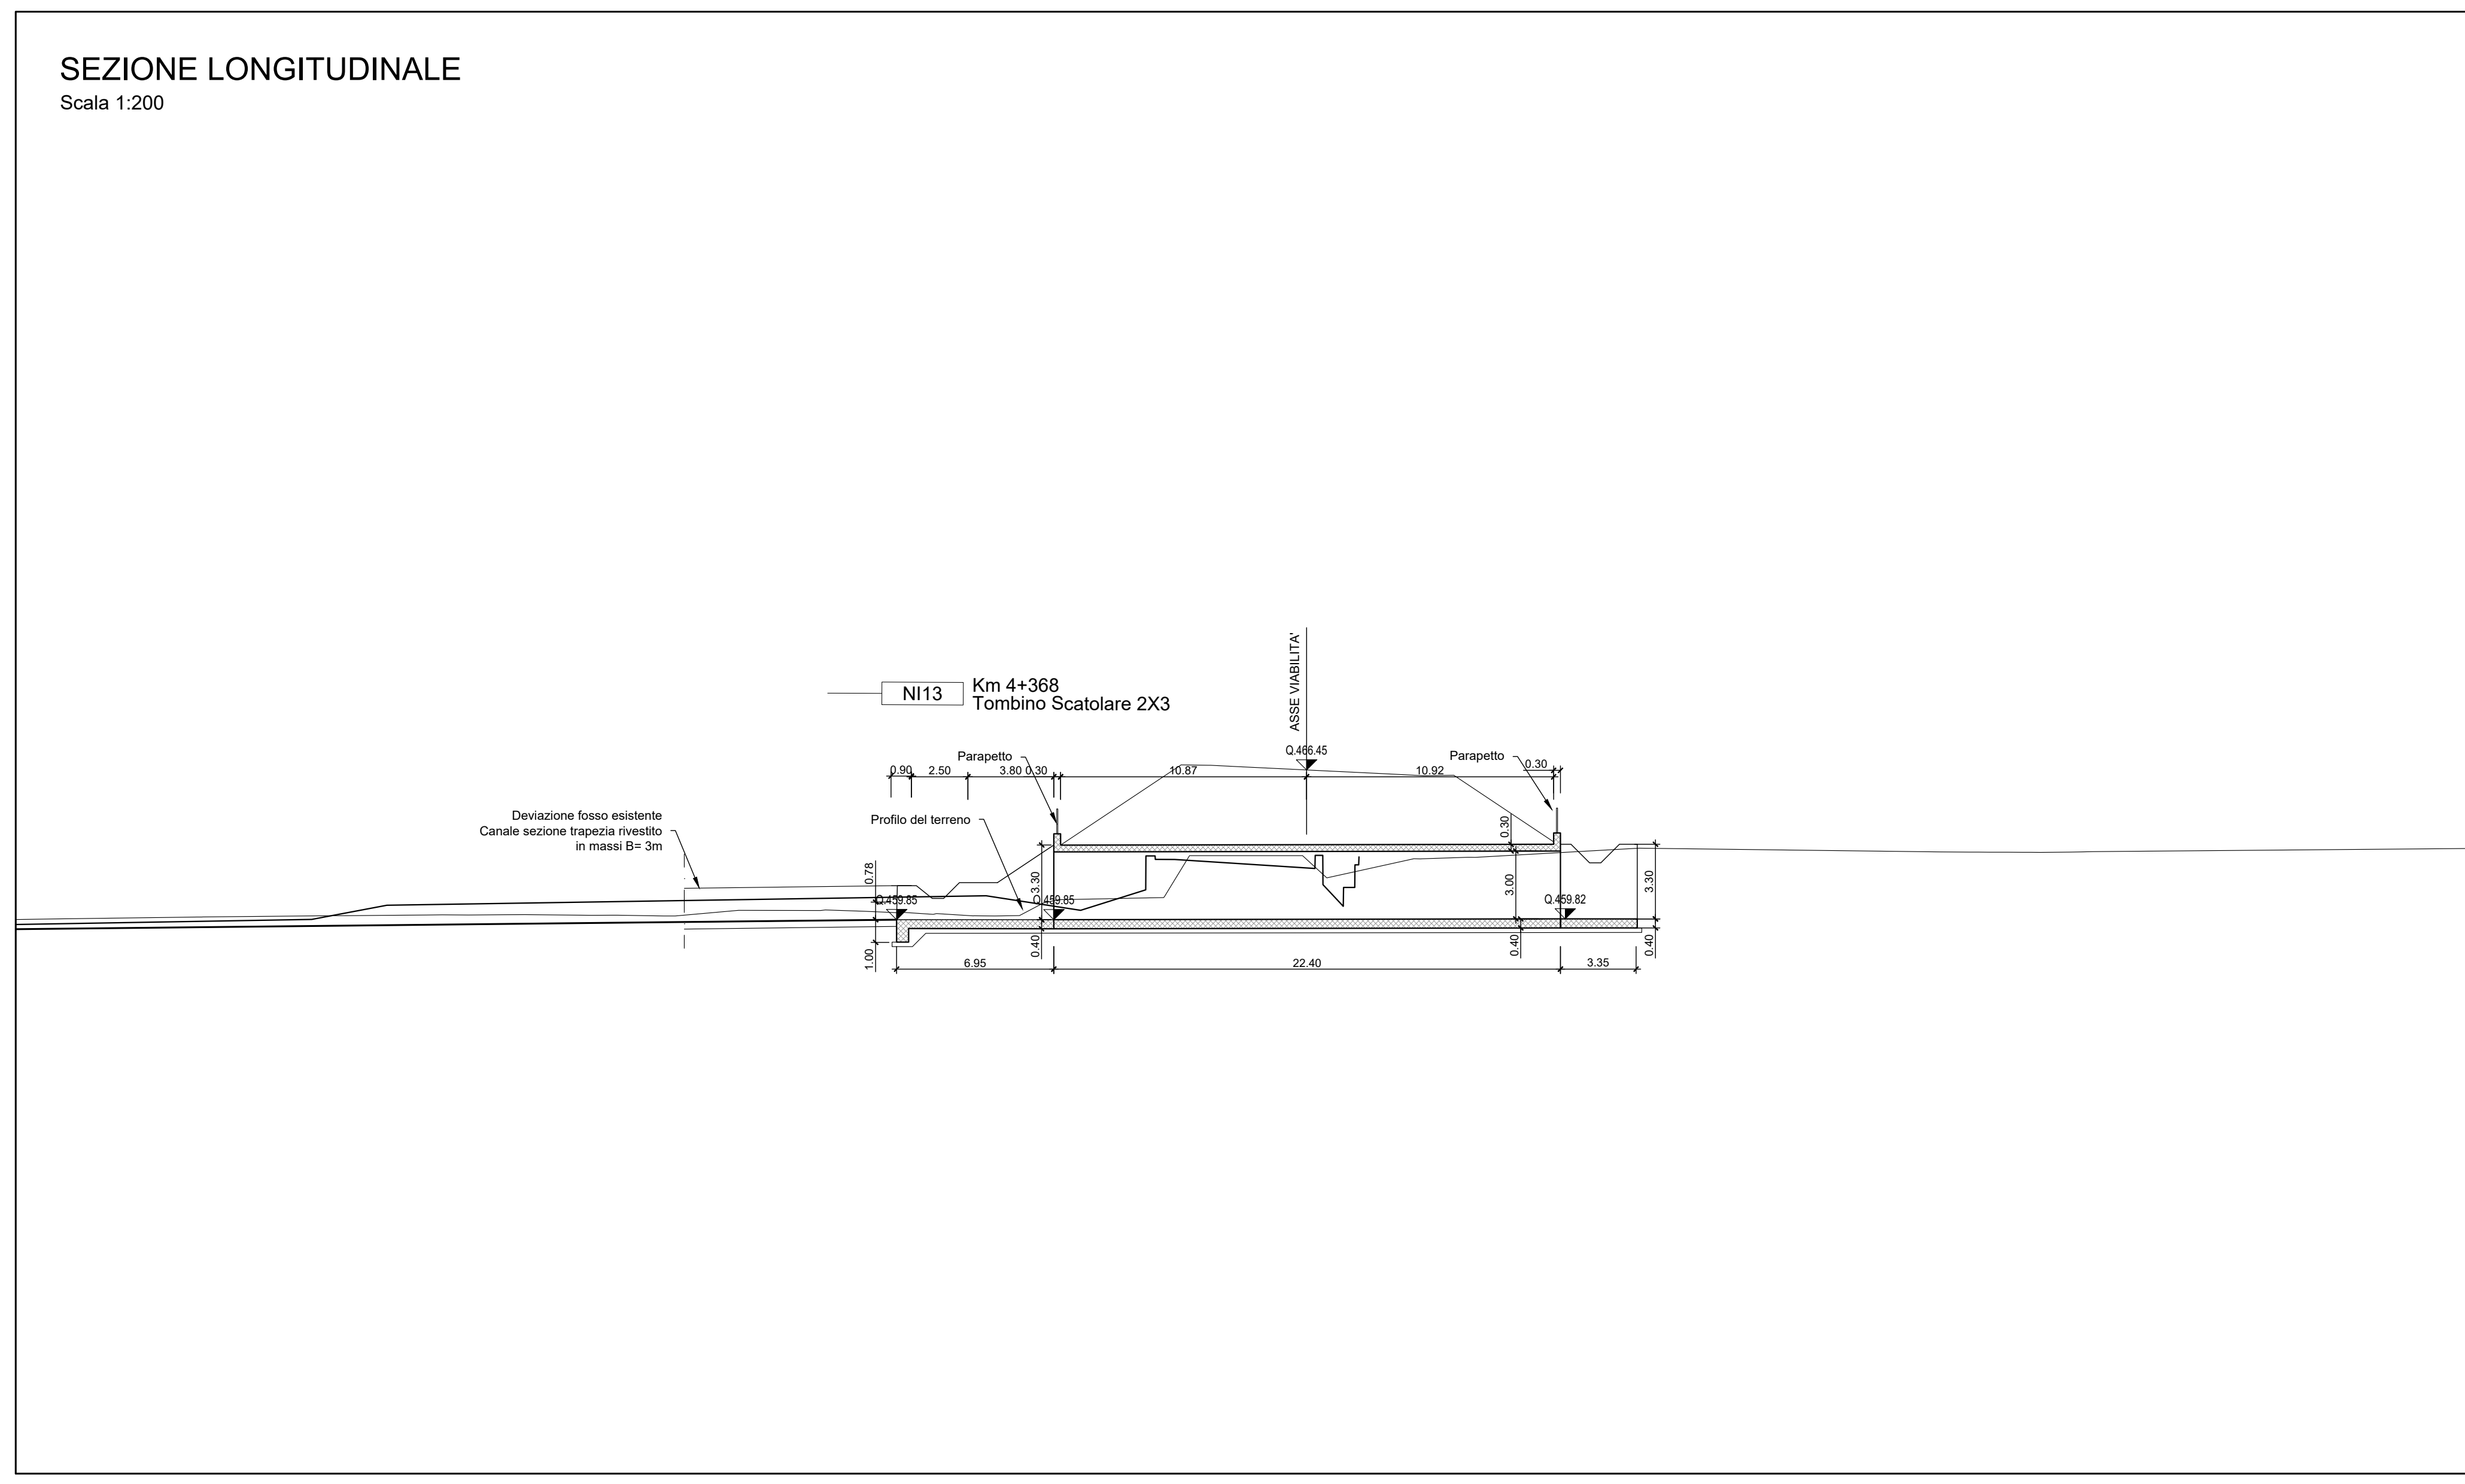 SEZIONE LONGITUDINALE
Scala 1:200
ASSE VIABILITA'
NI13
Km 4+368
Tombino Scatolare 2X3
Q.466.45
Parapetto
Parapetto
0.90
2.50
3.80
0.30
10.87
10.92
0.30
Deviazione fosso esistente
Canale sezione trapezia rivestito
in massi B= 3m
Profilo del terreno
0.30
0.78
3.30
3.00
3.30
Q.459.85
Q.459.85
Q.459.82
1.00
0.40
0.40
0.40
6.95
22.40
3.35